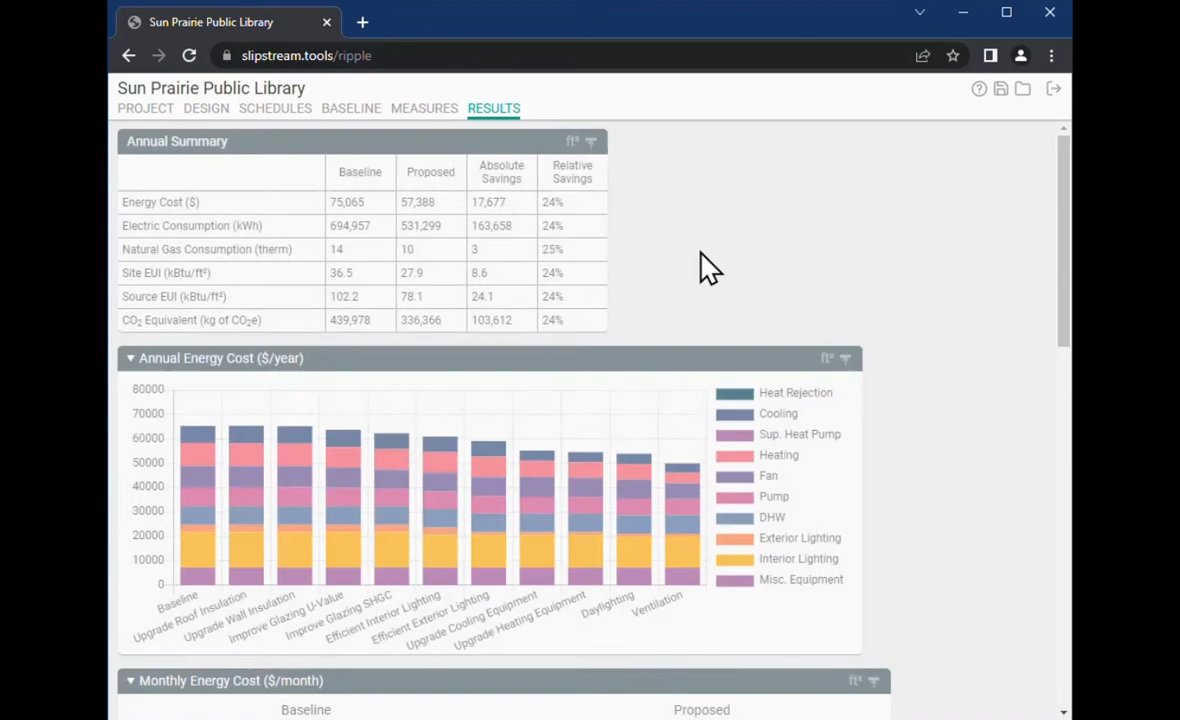 Sun Prairie Public Library
slipstream.tools/ripple
Sun Prairie Public Library
PROJECT DESIGN SCHEDULES BASELINE MEASURES RESULTS
Annual Summary ft²
Baseline Proposed Absolute Savings Relative Savings
Energy Cost ($) 75,065 57,388 17,677 24%
Electric Consumption (kWh) 694,957 531,299 163,658 24%
Natural Gas Consumption (therm) 14 10 3 25%
Site EUI (kBtu/ft²) 36.5 27.9 8.6 24%
Source EUI (kBtu/ft²) 102.2 78.1 24.1 24%
CO₂ Equivalent (kg of CO₂e) 439,978 336,366 103,612 24%
Annual Energy Cost ($/year) ft²
80000
70000
60000
50000
40000
30000
20000
10000
0
Baseline
Upgrade Roof Insulation
Upgrade Wall Insulation
Improve Glazing U-Value
Improve Glazing SHGC
Efficient Interior Lighting
Efficient Exterior Lighting
Upgrade Cooling Equipment
Upgrade Heating Equipment
Daylighting
Ventilation
Heat Rejection
Cooling
Sup. Heat Pump
Heating
Fan
Pump
DHW
Exterior Lighting
Interior Lighting
Misc. Equipment
Monthly Energy Cost ($/month) ft²
Baseline Proposed